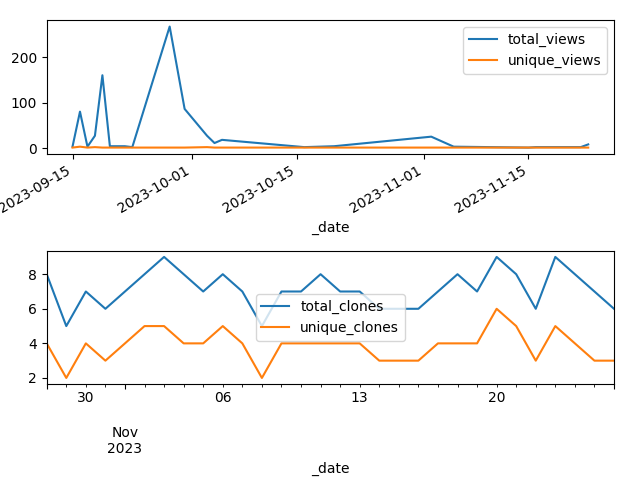 200
100
0
total_views
unique_views
2023-09-15
2023-10-01
2023-10-15
2023-11-01
2023-11-15
_date
8
6
4
2
total_clones
unique_clones
30
06
13
20
Nov
2023
_date